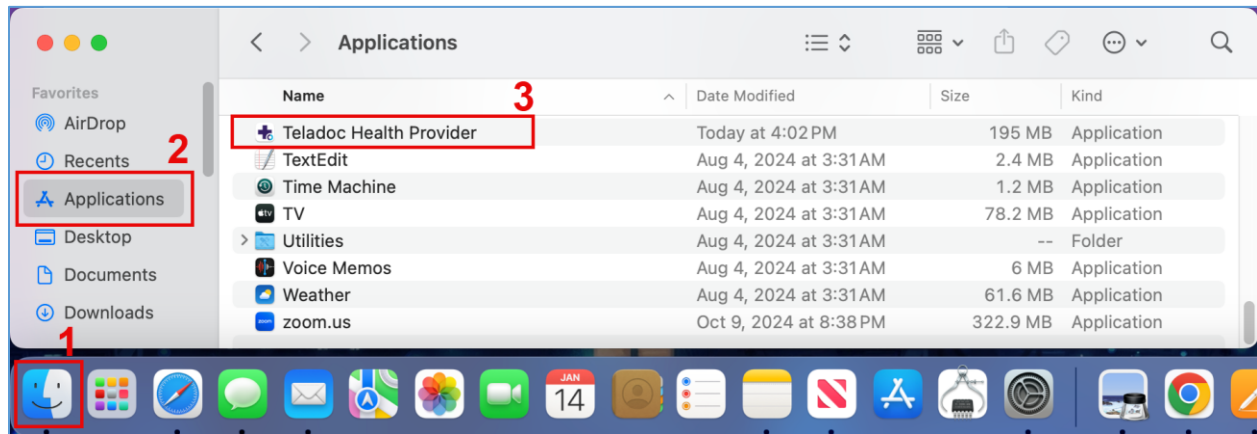 Applications
Favorites
AirDrop
Recents
2
Applications
Desktop
Documents
Downloads
1
Name 3 Date Modified Size Kind
Teladoc Health Provider Today at 4:02 PM 195 MB Application
TextEdit Aug 4, 2024 at 3:31 AM 2.4 MB Application
Time Machine Aug 4, 2024 at 3:31 AM 1.2 MB Application
TV Aug 4, 2024 at 3:31 AM 78.2 MB Application
Utilities Aug 4, 2024 at 3:31 AM -- Folder
Voice Memos Aug 4, 2024 at 3:31 AM 6 MB Application
Weather Aug 4, 2024 at 3:31 AM 61.6 MB Application
zoom.us Oct 9, 2024 at 8:38 PM 322.9 MB Application
JAN
14